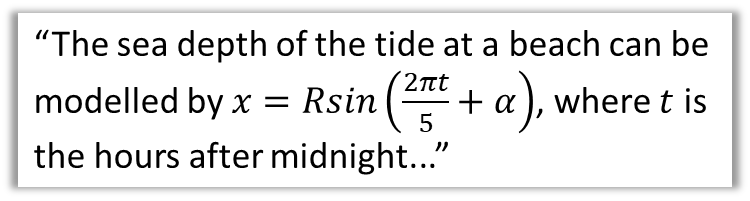 “The sea depth of the tide at a beach can be
modelled by x = Rsin(2πt/5 + α), where t is
the hours after midnight...”